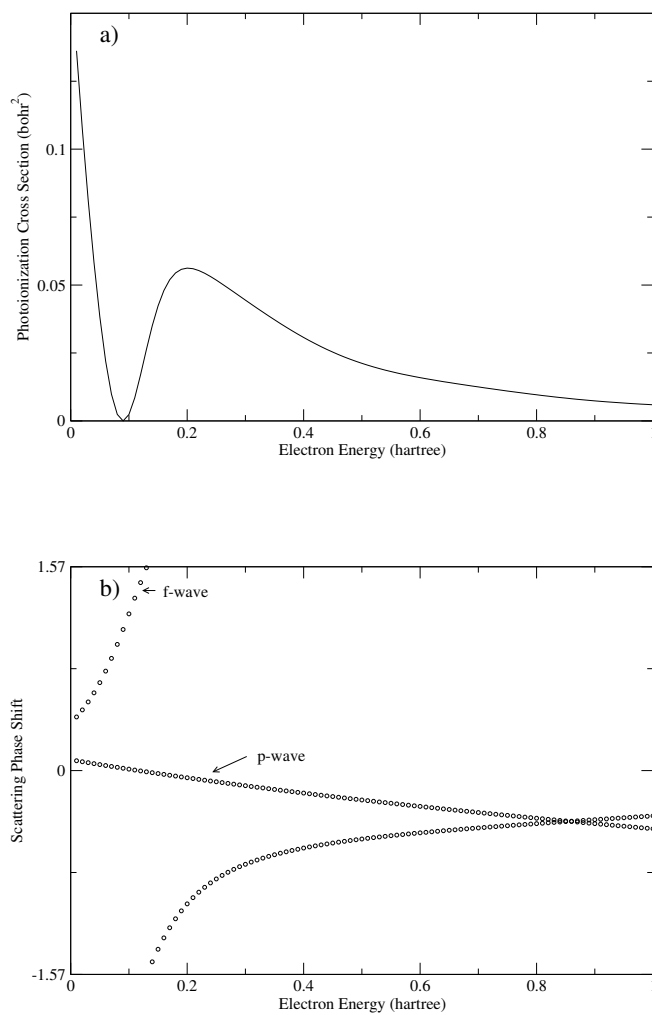 a)
Photoionization Cross Section (bohr²)
0.1
0.05
0
0 0.2 0.4 0.6 0.8 1
Electron Energy (hartree)
b)
1.57
f-wave
p-wave
Scattering Phase Shift
0
-1.57
0 0.2 0.4 0.6 0.8 1
Electron Energy (hartree)